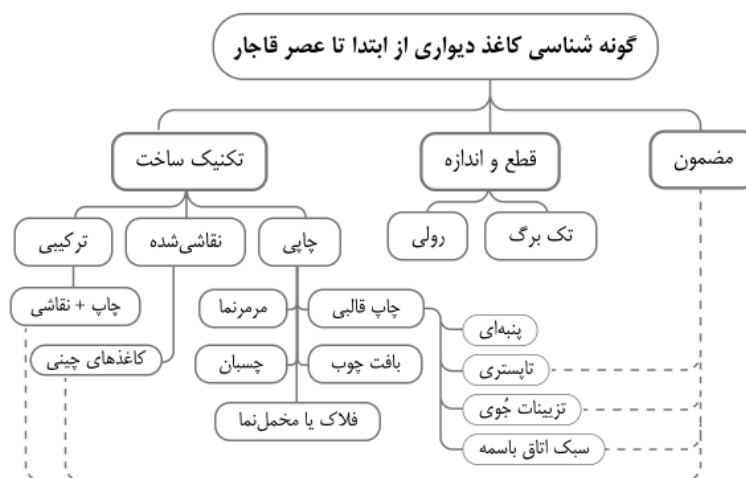 گونه شناسی کاغذ دیواری از ابتدا تا عصر قاجار
مضمون
قطع و اندازه
تکنیک ساخت
تک برگ
رولی
چاپی
نقاشی‌شده
ترکیبی
چاپ قالبی
مرمرنما
چاپ + نقاشی
پنبه‌ای
بافت چوب
چسبان
کاغذهای چینی
تاپستری
تزیینات جُوی
فلاک یا مخمل‌نما
سبک اتاق باسمه